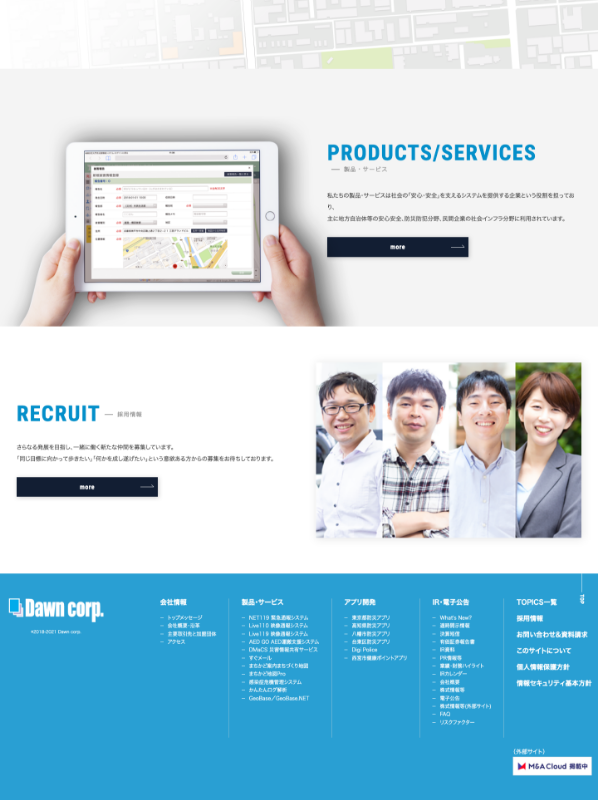 PRODUCTS/SERVICES
— 製品・サービス
私たちの製品・サービスは社会の「安心・安全」を支えるシステムを提供する企業という役割を担っており、
主に地方自治体等の安心安全、防災防犯分野、民間企業の社会インフラ分野に利用されています。
more
RECRUIT — 採用情報
さらなる発展を目指し、一緒に働く新たな仲間を募集しています。
「同じ目標に向かって歩きたい」「何かを成し遂げたい」という意欲ある方からの募集をお待ちしております。
more
TOP
Dawn corp.
©2018-2021 Dawn corp.
会社情報
— トップメッセージ
— 会社概要・沿革
— 主要取引先と加盟団体
— アクセス
製品・サービス
— NET119 緊急通報システム
— Live110 映像通報システム
— Live119 映像通報システム
— AED GO AED運搬支援システム
— DMaCS 災害情報共有サービス
— すぐメール
— まちかど案内まちづくり地図
— まちかど地図Pro
— 感染症危機管理システム
— かんたんログ解析
— GeoBase／GeoBase.NET
アプリ開発
— 東京都防災アプリ
— 高知県防災アプリ
— 八幡市防災アプリ
— 台東区防災アプリ
— Digi Police
— 浜宮市健康ポイントアプリ
IR・電子公告
— What's New?
— 適時開示情報
— 決算短信
— 有価証券報告書
— IR資料
— PR情報等
— 業績・財務ハイライト
— IRカレンダー
— 会社概要
— 株式情報等
— 電子公告
— 株式情報等(外部サイト)
— FAQ
— リスクファクター
TOPICS一覧
採用情報
お問い合わせ＆資料請求
このサイトについて
個人情報保護方針
情報セキュリティ基本方針
（外部サイト）
M&A Cloud 掲載中